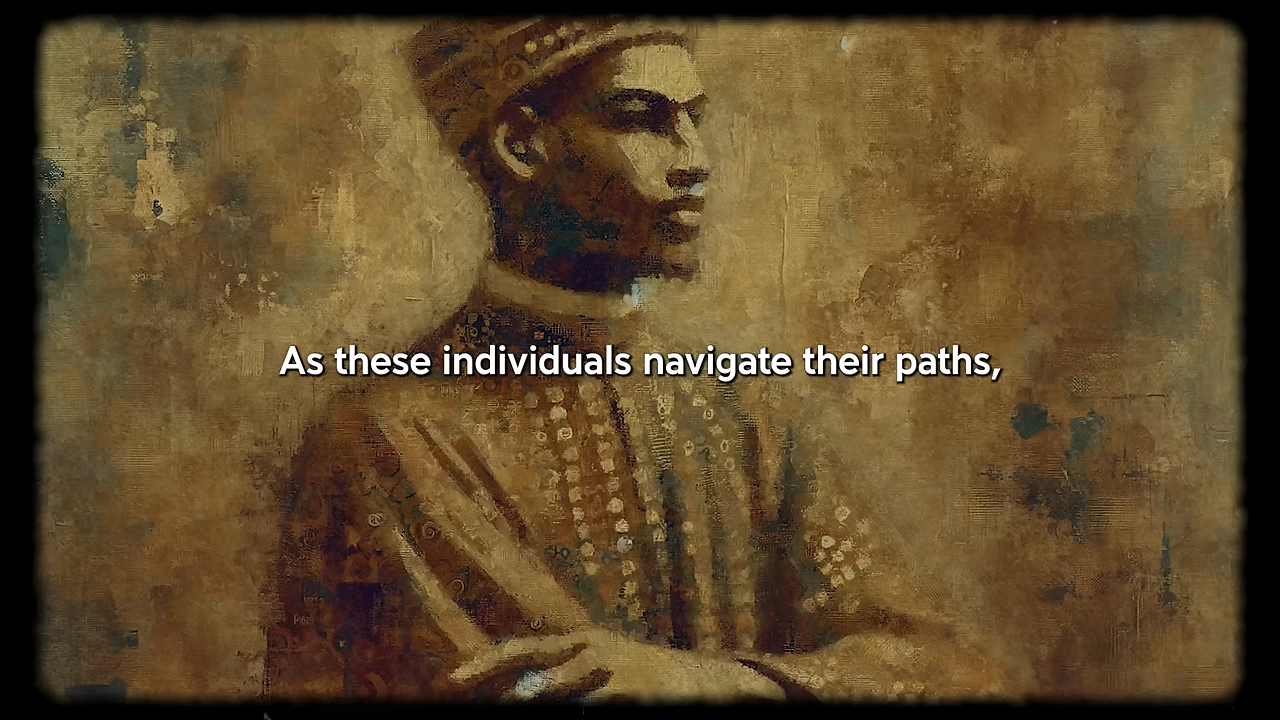 As these individuals navigate their paths,